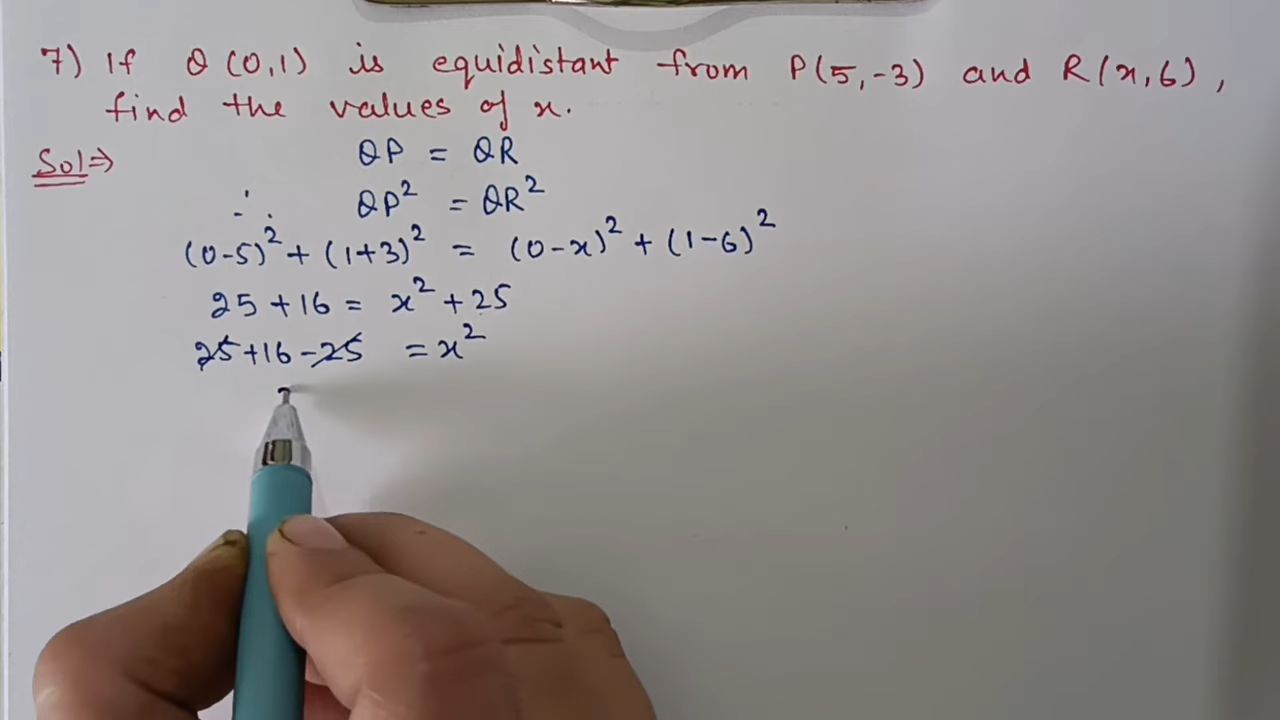 7) If Q (0,1) is equidistant from P(5,-3) and R(x,6),
find the values of x.
Sol⇒ QP = QR
∴ QP² = QR²
(0-5)² + (1+3)² = (0-x)² + (1-6)²
25 + 16 = x² + 25
25 + 16 - 25 = x²